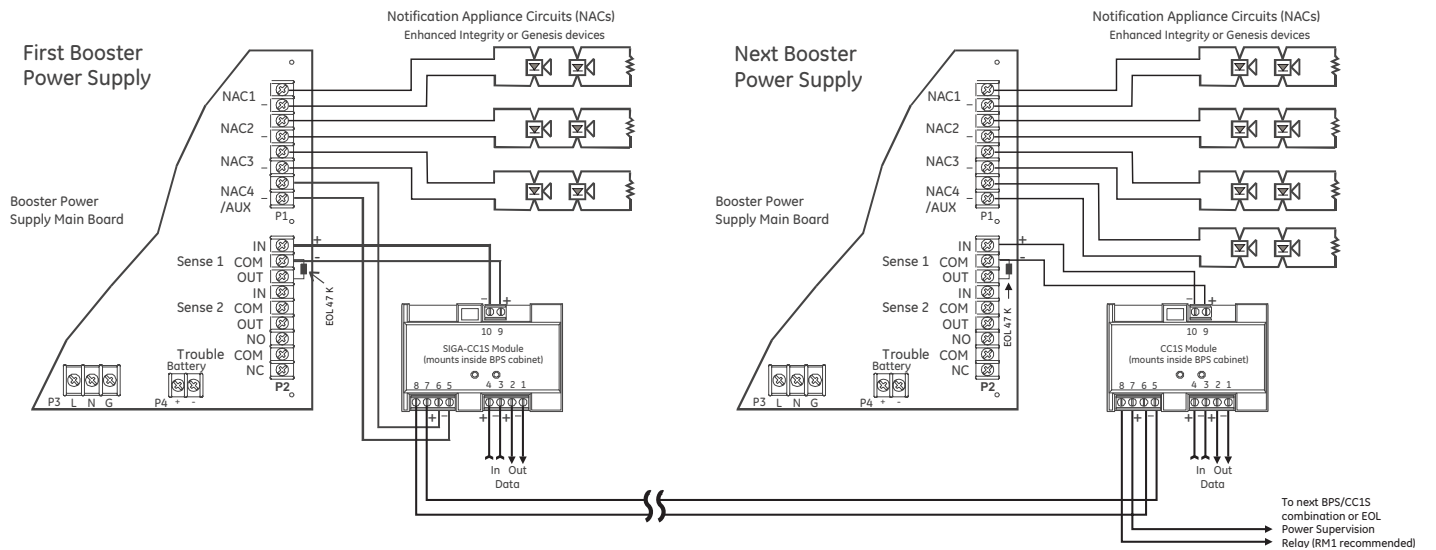 First Booster
Power Supply
Notification Appliance Circuits (NACs)
Enhanced Integrity or Genesis devices
NAC1
–
NAC2
–
NAC3
–
NAC4
/AUX
–
P1
Booster Power
Supply Main Board
IN
+
Sense 1
COM
-
OUT
EOL 47 K
IN
Sense 2
COM
OUT
NO
Trouble
COM
NC
P2
Battery
P3 L N G
P4 + -
10 9
– +
SIGA-CC1S Module
(mounts inside BPS cabinet)
8 7 6 5 4 3 2 1
+ – + – + –
In Out
Data
Next Booster
Power Supply
Notification Appliance Circuits (NACs)
Enhanced Integrity or Genesis devices
NAC1
–
NAC2
–
NAC3
–
NAC4
/AUX
–
P1
Booster Power
Supply Main Board
IN
+
Sense 1
COM
-
OUT
EOL 47 K
IN
Sense 2
COM
OUT
NO
Trouble
COM
NC
P2
Battery
P3 L N G
P4 + -
– +
10 9
CC1S Module
(mounts inside BPS cabinet)
8 7 6 5 4 3 2 1
+ – + – + –
In Out
Data
To next BPS/CC1S
combination or EOL
Power Supervision
Relay (RM1 recommended)